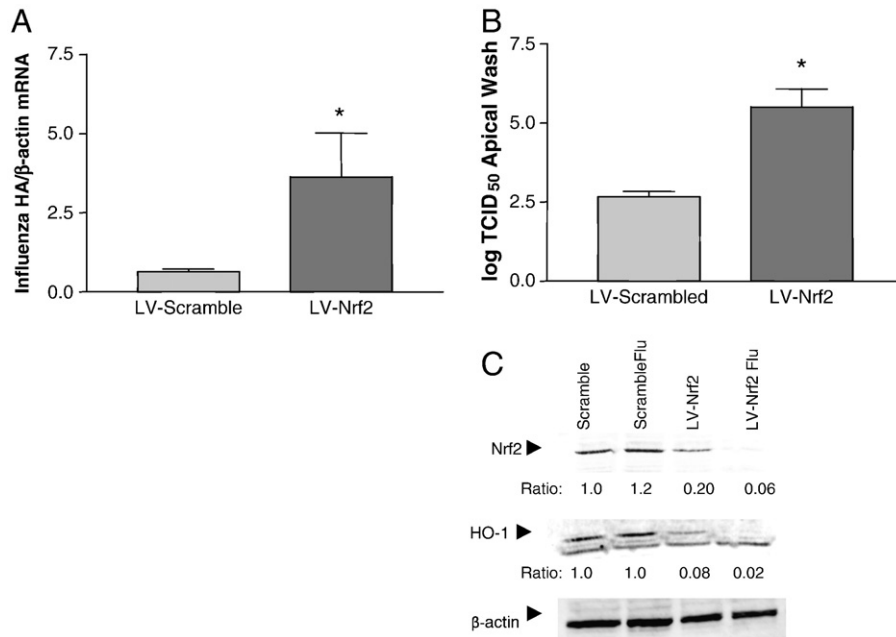 A
Influenza HA/β-actin mRNA
7.5
5.0
2.5
0.0
*
LV-Scramble LV-Nrf2
B
log TCID50 Apical Wash
7.5
5.0
2.5
0.0
*
LV-Scrambled LV-Nrf2
C
Scramble
ScrambleFlu
LV-Nrf2
LV-Nrf2 Flu
Nrf2
Ratio: 1.0 1.2 0.20 0.06
HO-1
Ratio: 1.0 1.0 0.08 0.02
β-actin